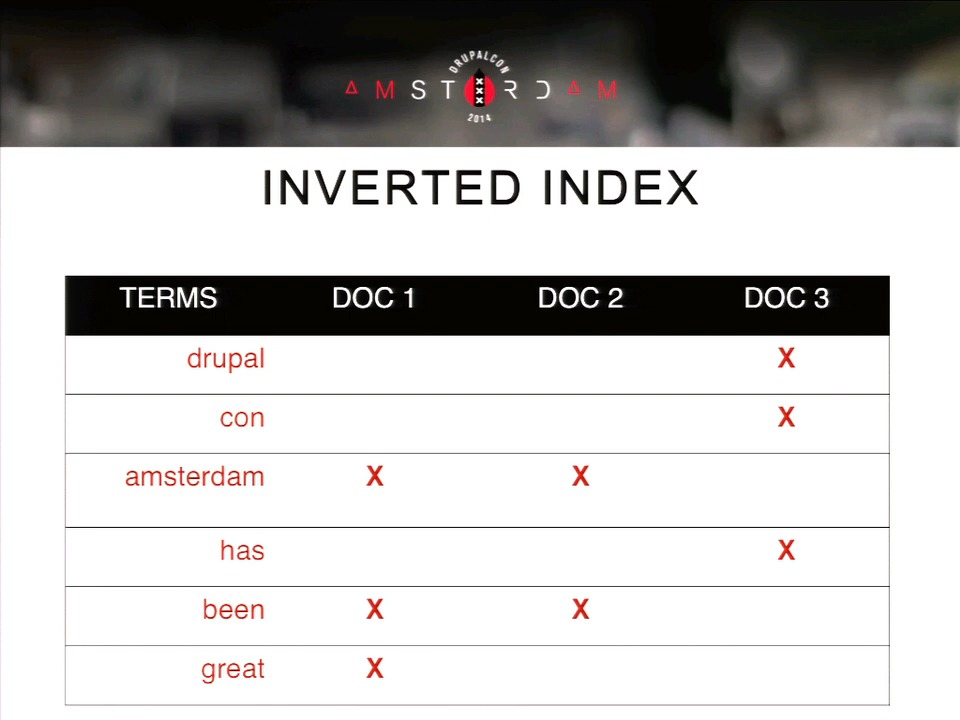 DRUPALCON
AMSTERDAM
2014
INVERTED INDEX
TERMS DOC 1 DOC 2 DOC 3
drupal X
con X
amsterdam X X
has X
been X X
great X